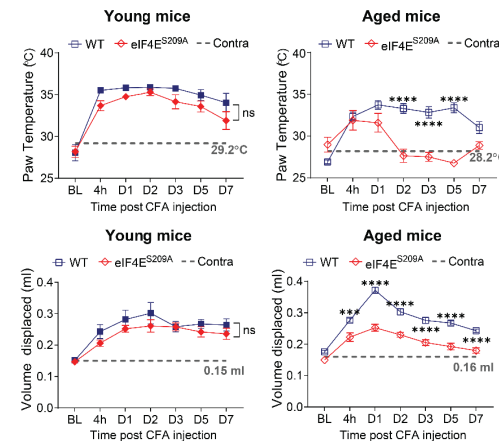 Young mice
WT eIF4E^S209A Contra
Paw Temperature (°C)
40
35
30
25
29.2°C
ns
BL 4h D1 D2 D3 D5 D7
Time post CFA injection
Aged mice
WT eIF4E^S209A Contra
Paw Temperature (°C)
40
35
30
25
**** **** ****
****
28.2°C
BL 4h D1 D2 D3 D5 D7
Time post CFA injection
Young mice
WT eIF4E^S209A Contra
Volume displaced (ml)
0.4
0.3
0.2
0.1
0.0
ns
0.15 ml
BL 4h D1 D2 D3 D5 D7
Time post CFA injection
Aged mice
WT eIF4E^S209A Contra
Volume displaced (ml)
0.4
0.3
0.2
0.1
0.0
****
*** ****
****
**** ****
0.16 ml
BL 4h D1 D2 D3 D5 D7
Time post CFA injection